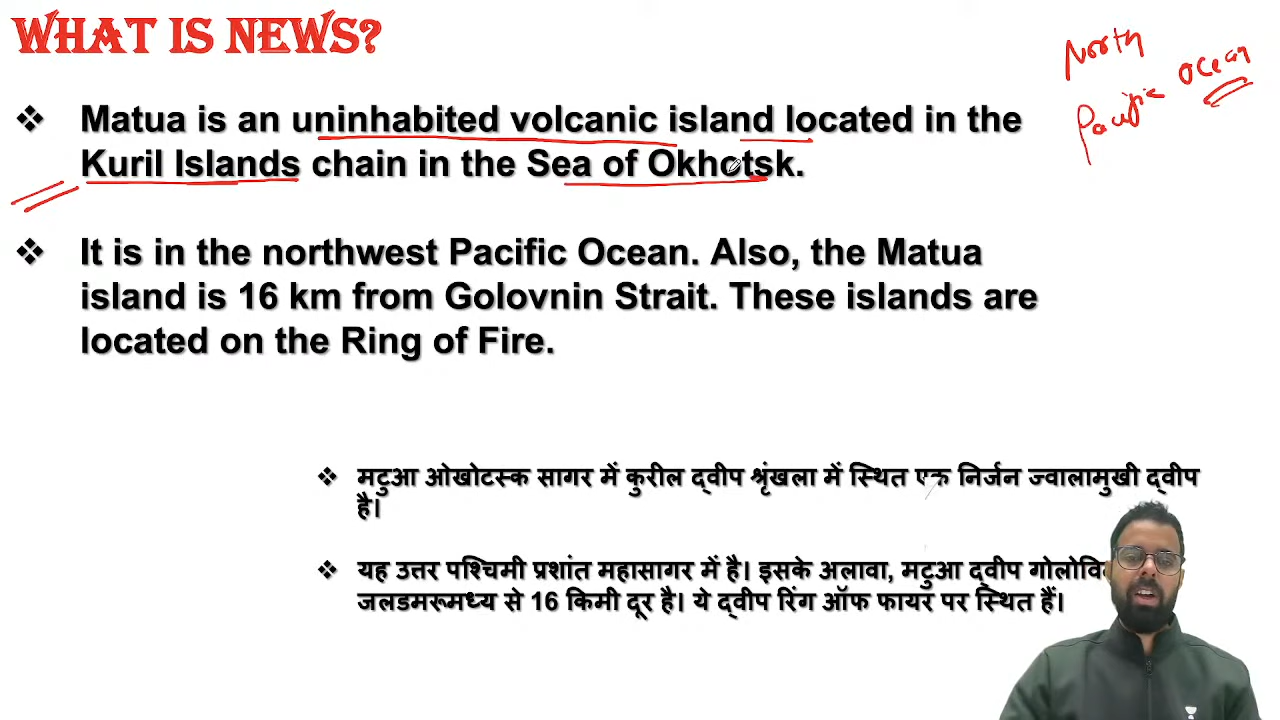 WHAT IS NEWS?
North
Pacific Ocean
❖ Matua is an uninhabited volcanic island located in the
Kuril Islands chain in the Sea of Okhotsk.
❖ It is in the northwest Pacific Ocean. Also, the Matua
island is 16 km from Golovnin Strait. These islands are
located on the Ring of Fire.
❖ मटुआ ओखोटस्क सागर में कुरील द्वीप श्रृंखला में स्थित एक निर्जन ज्वालामुखी द्वीप
है।
❖ यह उत्तर पश्चिमी प्रशांत महासागर में है। इसके अलावा, मटुआ द्वीप
जलडमरूमध्य से 16 किमी दूर है। ये द्वीप रिंग ऑफ फायर पर स्थित हैं।